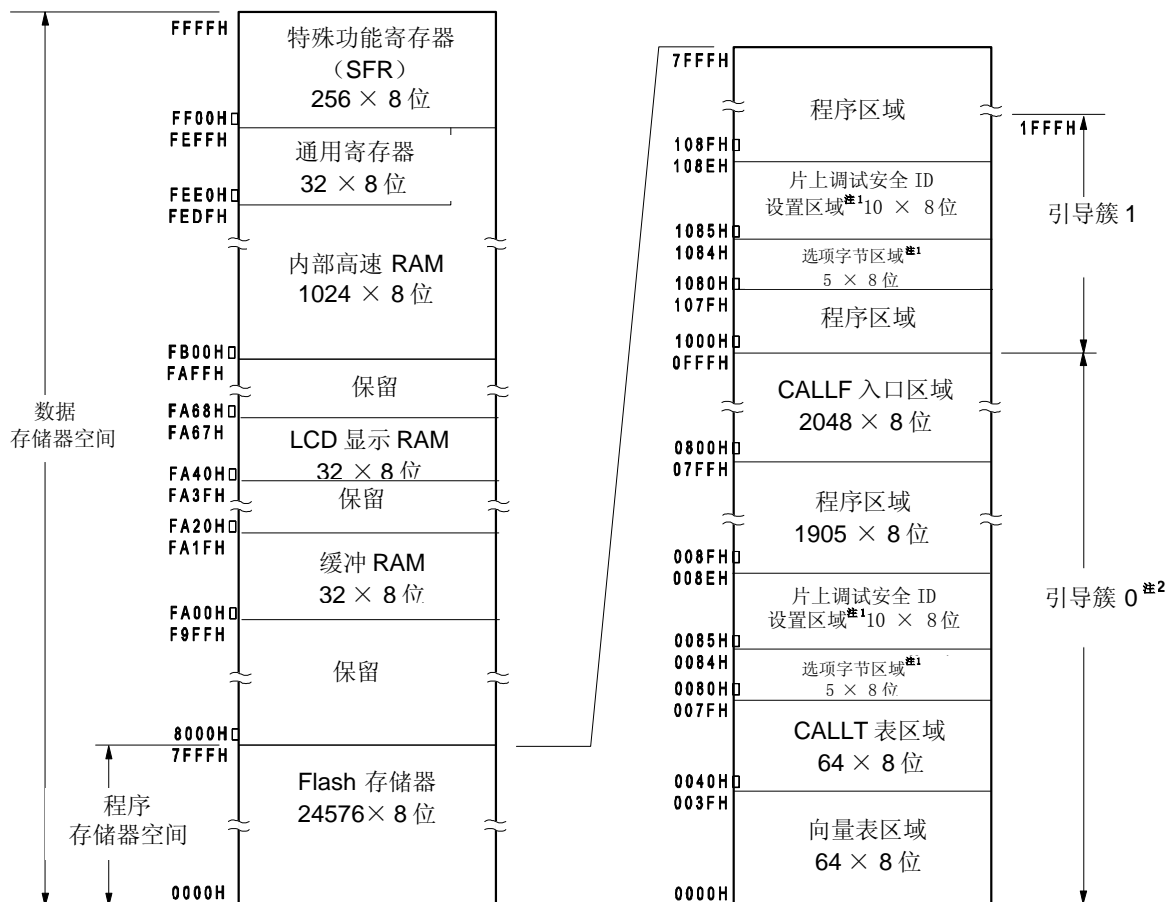 FFFFH
特殊功能寄存器
（SFR）
256 × 8 位
FF00H
FEFFH
通用寄存器
32 × 8 位
FEE0H
FEDFH
内部高速 RAM
1024 × 8 位
FB00H
FAFFH
保留
FA68H
FA67H
LCD 显示 RAM
32 × 8 位
FA40H
FA3FH
保留
FA20H
FA1FH
缓冲 RAM
32 × 8 位
FA00H
F9FFH
保留
8000H
7FFFH
Flash 存储器
24576× 8 位
0000H
数据
存储器空间
程序
存储器空间
7FFFH
程序区域
108FH
108EH
片上调试安全 ID
设置区域注1 10 × 8位
1085H
1084H
选项字节区域注1
5 × 8位
1080H
107FH
程序区域
1000H
0FFFH
CALLF 入口区域
2048 × 8 位
0800H
07FFH
程序区域
1905 × 8 位
008FH
008EH
片上调试安全 ID
设置区域注1 10 × 8位
0085H
0084H
选项字节区域注1
5 × 8位
0080H
007FH
CALLT 表区域
64 × 8 位
0040H
003FH
向量表区域
64 × 8 位
0000H
1FFFH
引导簇 1
引导簇 0 注2